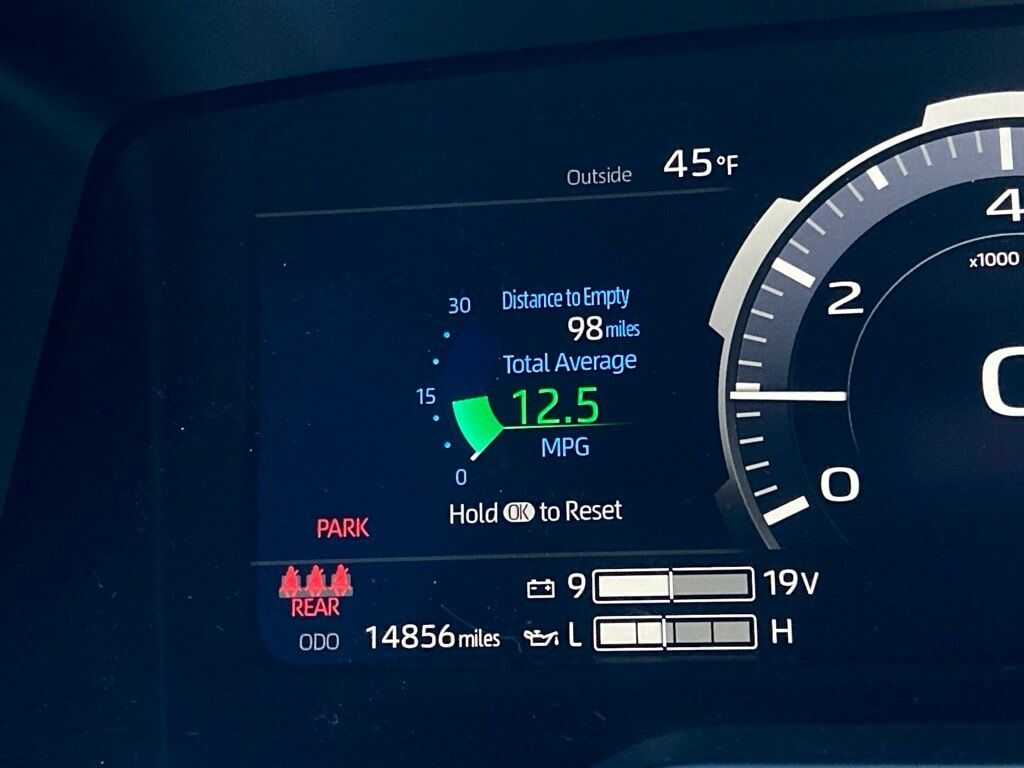 Outside 45°F
4
x1000
2
0
0
30
15
0
Distance to Empty
98 miles
Total Average
12.5
MPG
Hold OK to Reset
PARK
REAR
9 19V
ODO 14856 miles L H